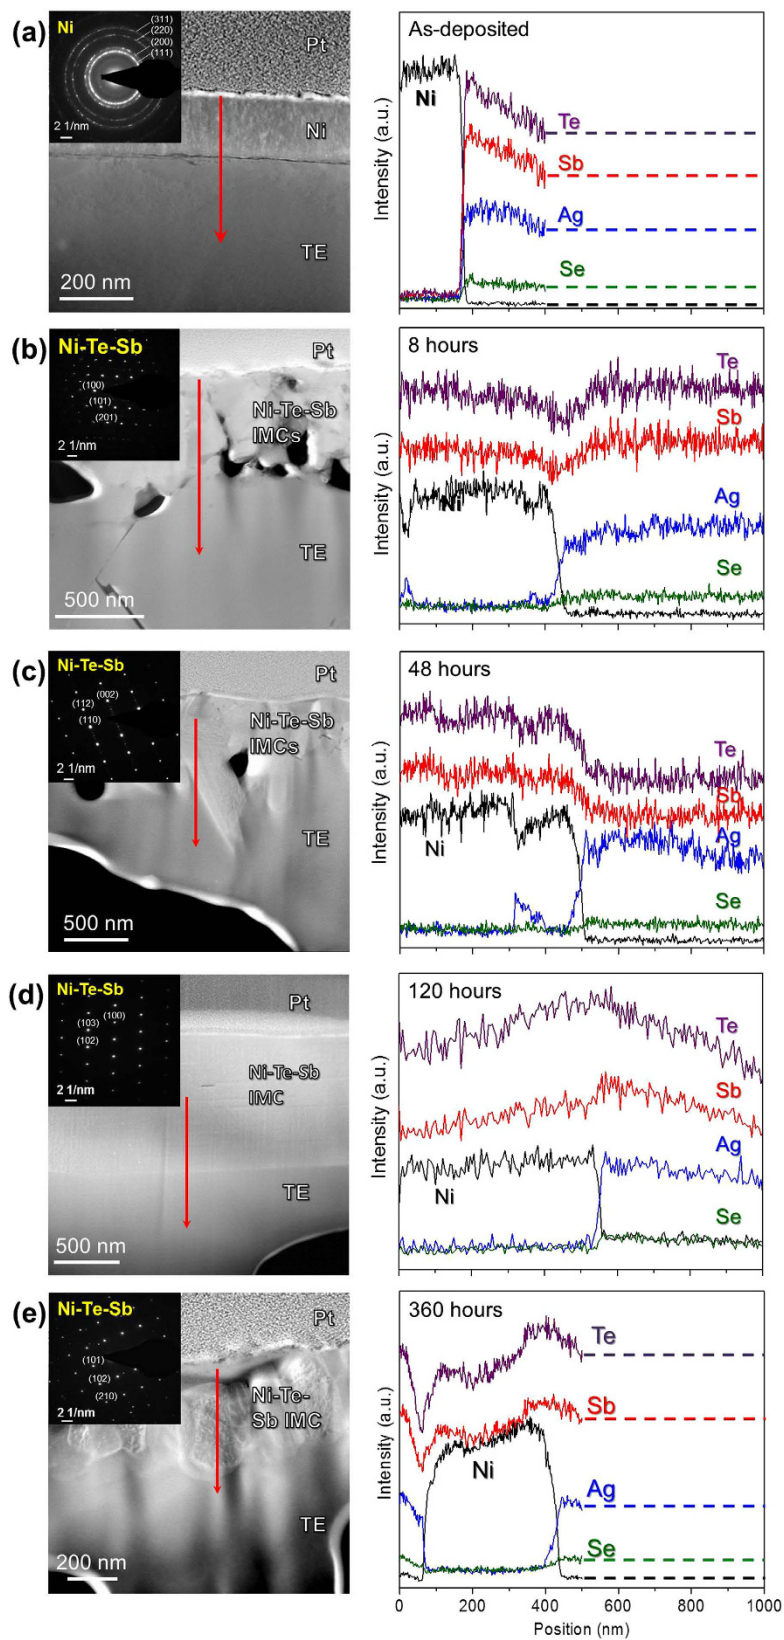 (a)
Ni
(311)
(220)
(200)
(111)
2 1/nm
Pt
Ni
TE
200 nm
As-deposited
Ni
Te
Sb
Ag
Se
Intensity (a.u.)
(b)
Ni-Te-Sb
(100)
(101)
(201)
2 1/nm
Pt
Ni-Te-Sb
IMCs
TE
500 nm
8 hours
Te
Sb
Ni
Ag
Se
Intensity (a.u.)
(c)
Ni-Te-Sb
(002)
(112)
(110)
2 1/nm
Pt
Ni-Te-Sb
IMCs
TE
500 nm
48 hours
Te
Sb
Ag
Ni
Se
Intensity (a.u.)
(d)
Ni-Te-Sb
(100)
(103)
(102)
2 1/nm
Pt
Ni-Te-Sb
IMC
TE
500 nm
120 hours
Te
Sb
Ag
Ni
Se
Intensity (a.u.)
(e)
Ni-Te-Sb
(101)
(102)
(210)
2 1/nm
Pt
Ni-Te-
Sb IMC
TE
200 nm
360 hours
Te
Sb
Ni
Ag
Se
Intensity (a.u.)
0 200 400 600 800 1000
Position (nm)